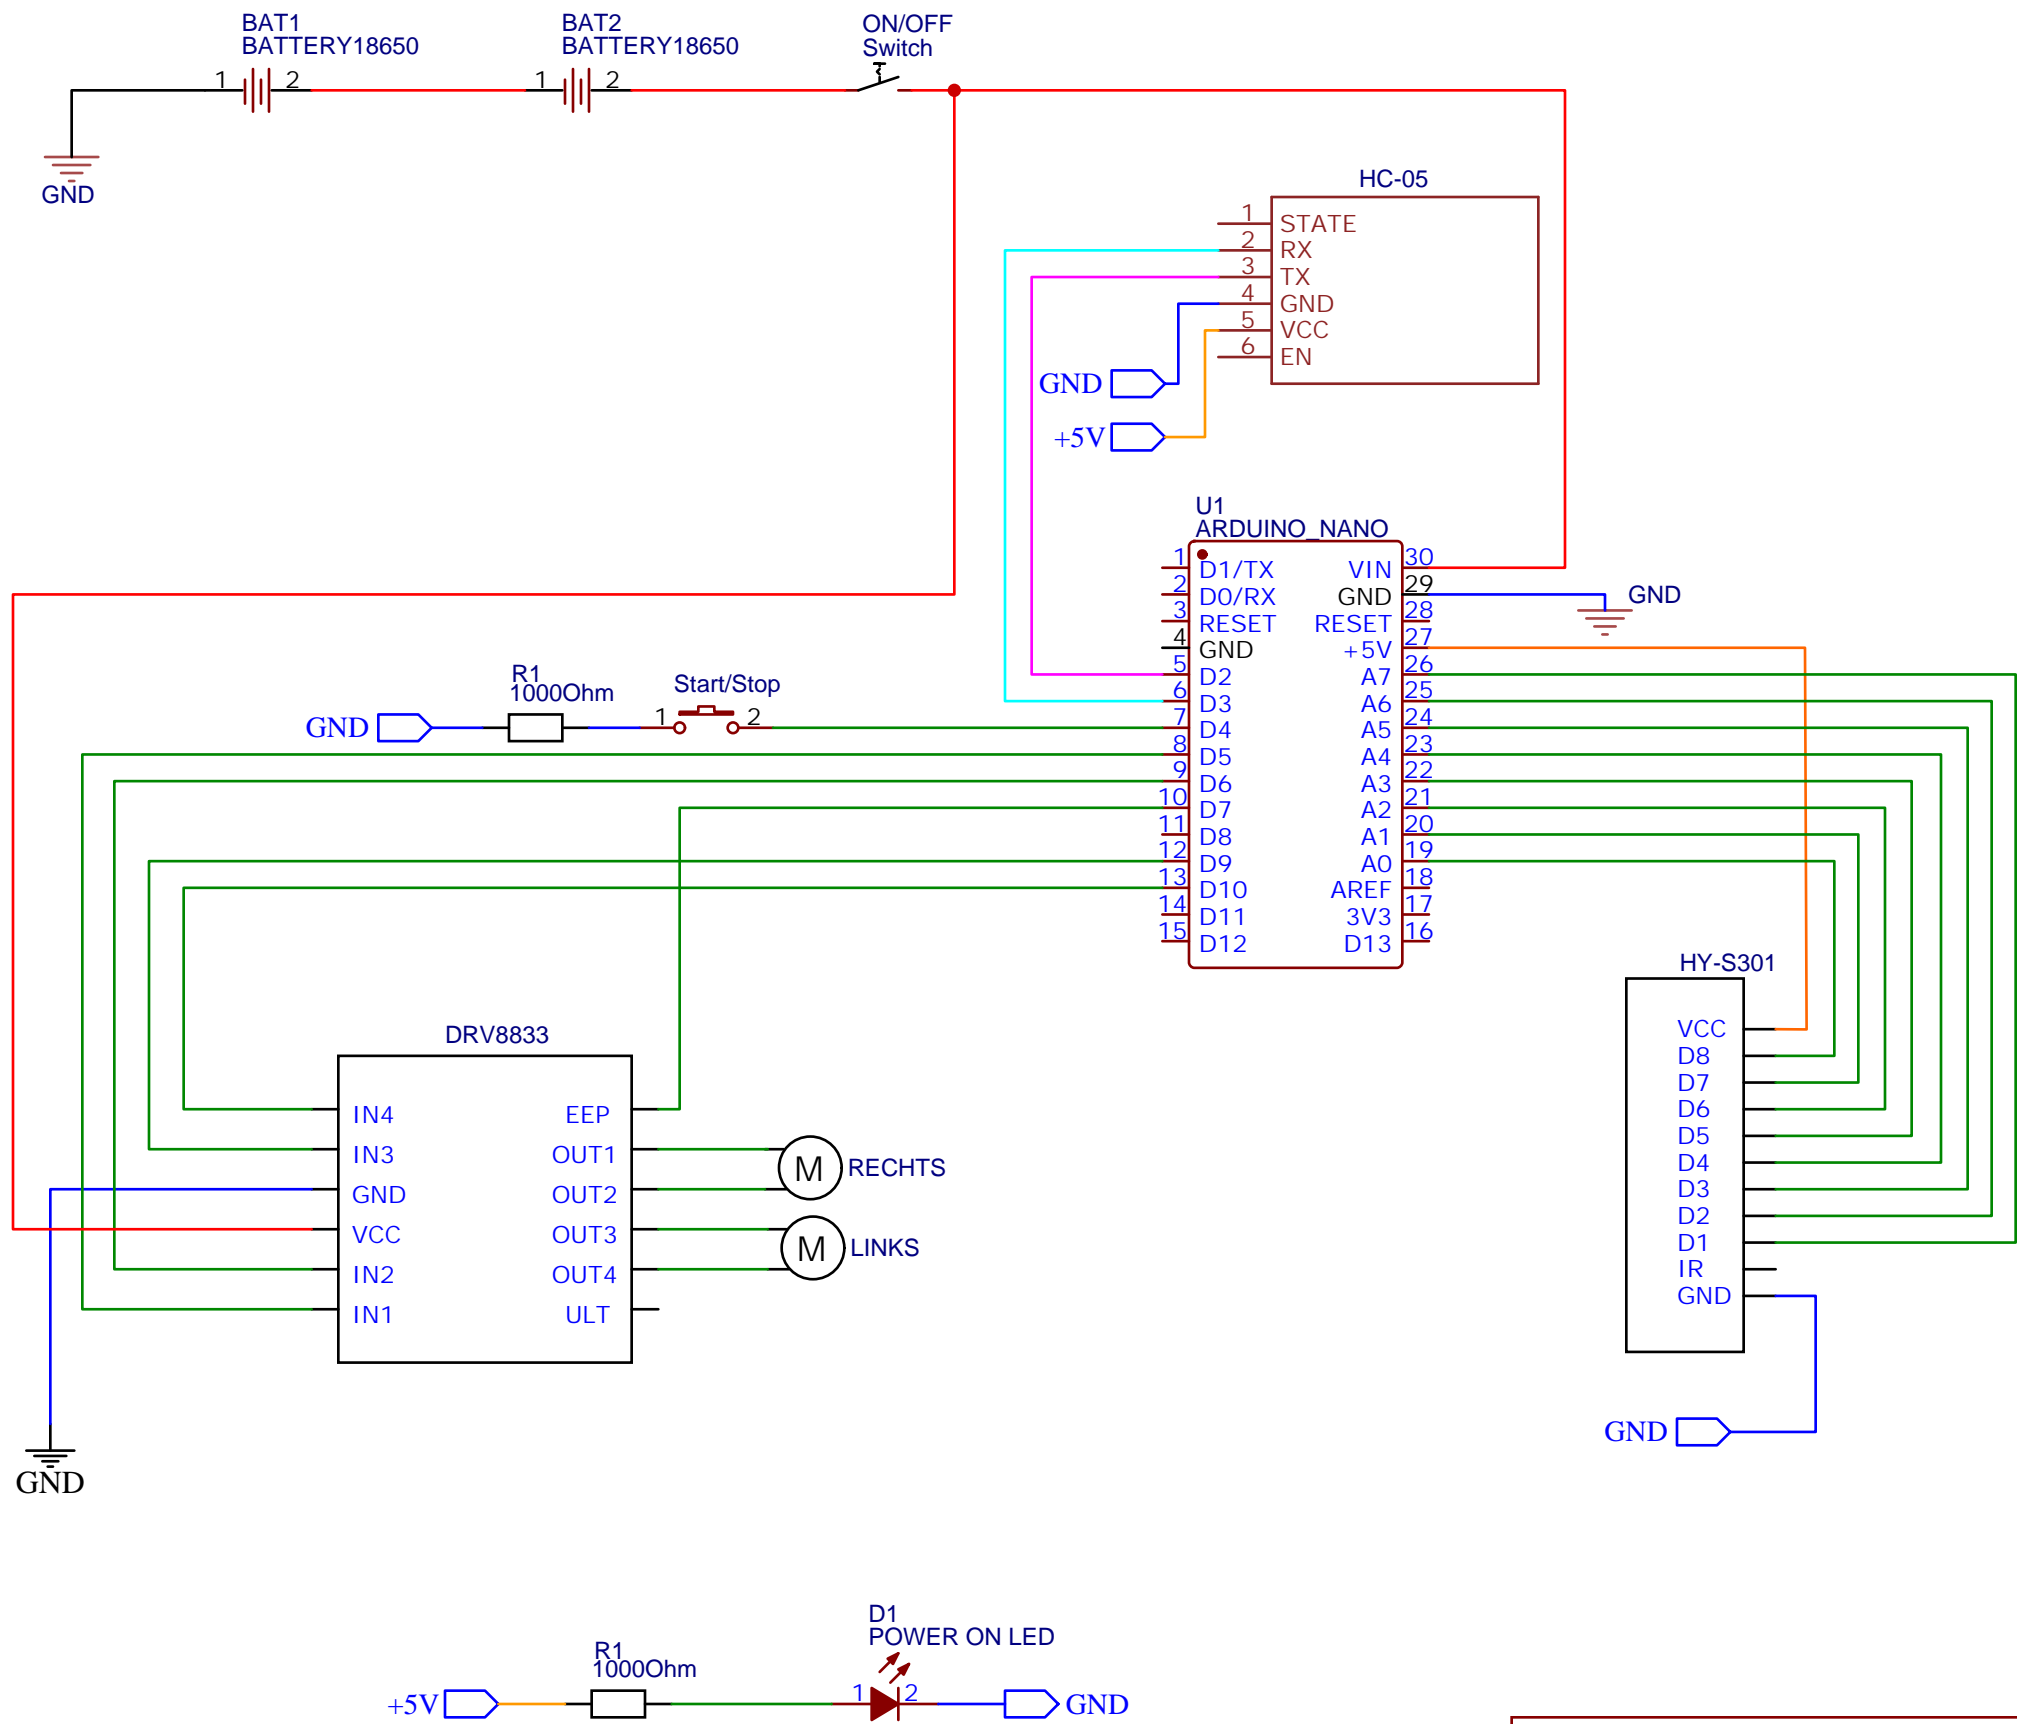 BAT1
BATTERY18650
1 2
BAT2
BATTERY18650
1 2
ON/OFF
Switch
GND
HC-05
1 STATE
2 RX
3 TX
4 GND
5 VCC
6 EN
GND
+5V
U1
ARDUINO_NANO
1 D1/TX
2 D0/RX
3 RESET
4 GND
5 D2
6 D3
7 D4
8 D5
9 D6
10 D7
11 D8
12 D9
13 D10
14 D11
15 D12
VIN 30
GND 29
RESET 28
+5V 27
A7 26
A6 25
A5 24
A4 23
A3 22
A2 21
A1 20
A0 19
AREF 18
3V3 17
D13 16
GND
R1
1000Ohm
Start/Stop
GND
1 2
HY-S301
VCC
D8
D7
D6
D5
D4
D3
D2
D1
IR
GND
GND
DRV8833
IN4
IN3
GND
VCC
IN2
IN1
EEP
OUT1
OUT2
OUT3
OUT4
ULT
M RECHTS
M LINKS
GND
D1
POWER ON LED
R1
1000Ohm
+5V
1 2
GND